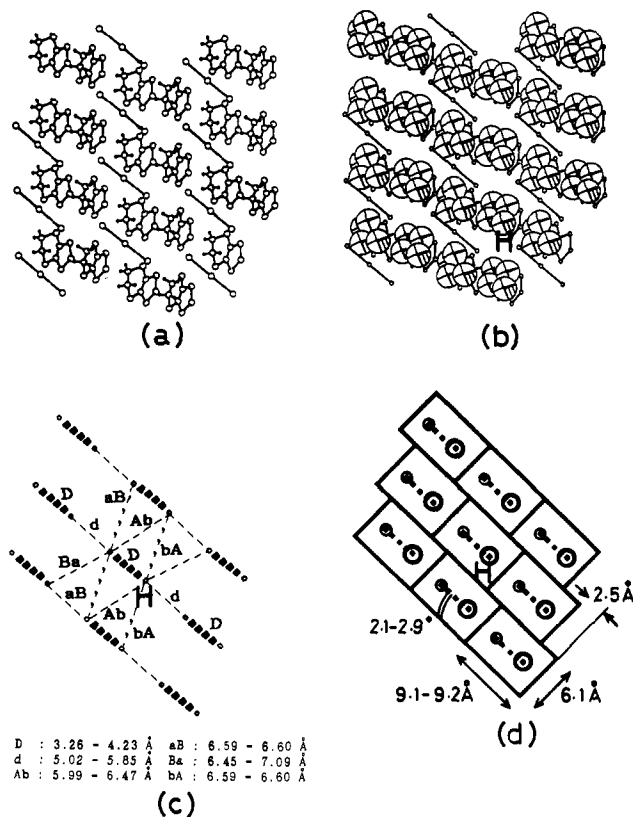 (a)
H
(b)
D
aB
d
Ab
Ba
D
bA
aB
H
d
Ab
bA
D
D : 3.26 - 4.23 Å aB : 6.59 - 6.60 Å
d : 5.02 - 5.85 Å Ba : 6.45 - 7.09 Å
Ab : 5.99 - 6.47 Å bA : 6.59 - 6.60 Å
(c)
H
2.5Å
2.1-2.9°
9.1-9.2Å
6.1Å
(d)